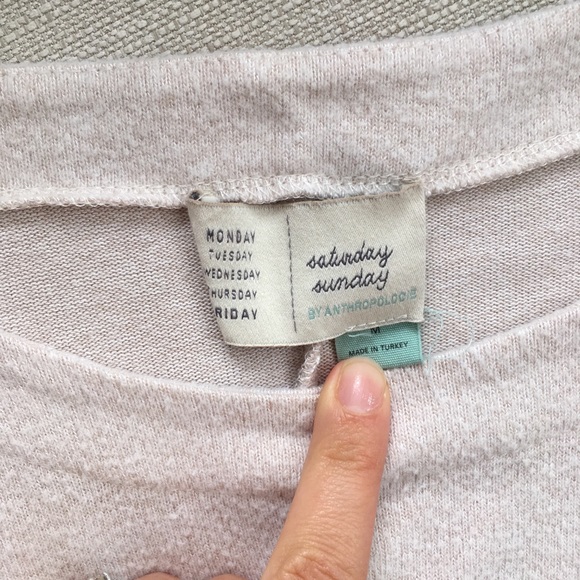 MONDAY
TUESDAY
WEDNESDAY
THURSDAY
FRIDAY
saturday
sunday
BY ANTHROPOLOGIE
M
MADE IN TURKEY